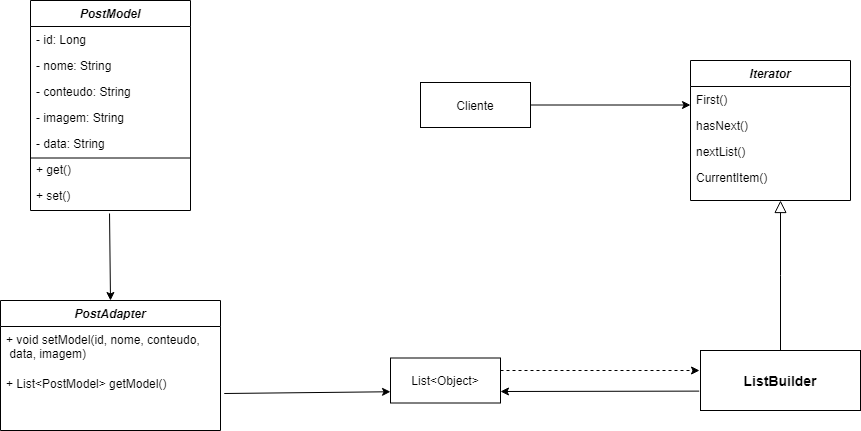 PostModel
- id: Long
- nome: String
- conteudo: String
- imagem: String
- data: String
+ get()
+ set()
Cliente
Iterator
First()
hasNext()
nextList()
CurrentItem()
PostAdapter
+ void setModel(id, nome, conteudo,
data, imagem)
+ List<PostModel> getModel()
List<Object>
ListBuilder